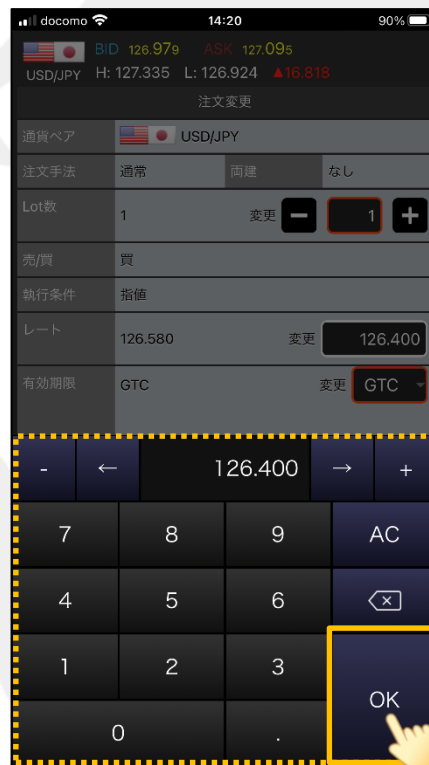 docomo 14:20 90%
BID 126.979 ASK 127.095
USD/JPY H: 127.335 L: 126.924 ▲16.818
注文変更
通貨ペア USD/JPY
注文手法 通常 両建 なし
Lot数 1 変更 － 1 ＋
売/買 買
執行条件 指値
レート 126.580 変更 126.400
有効期限 GTC 変更 GTC
- ← 126.400 → +
7 8 9 AC
4 5 6
1 2 3
OK
0 .